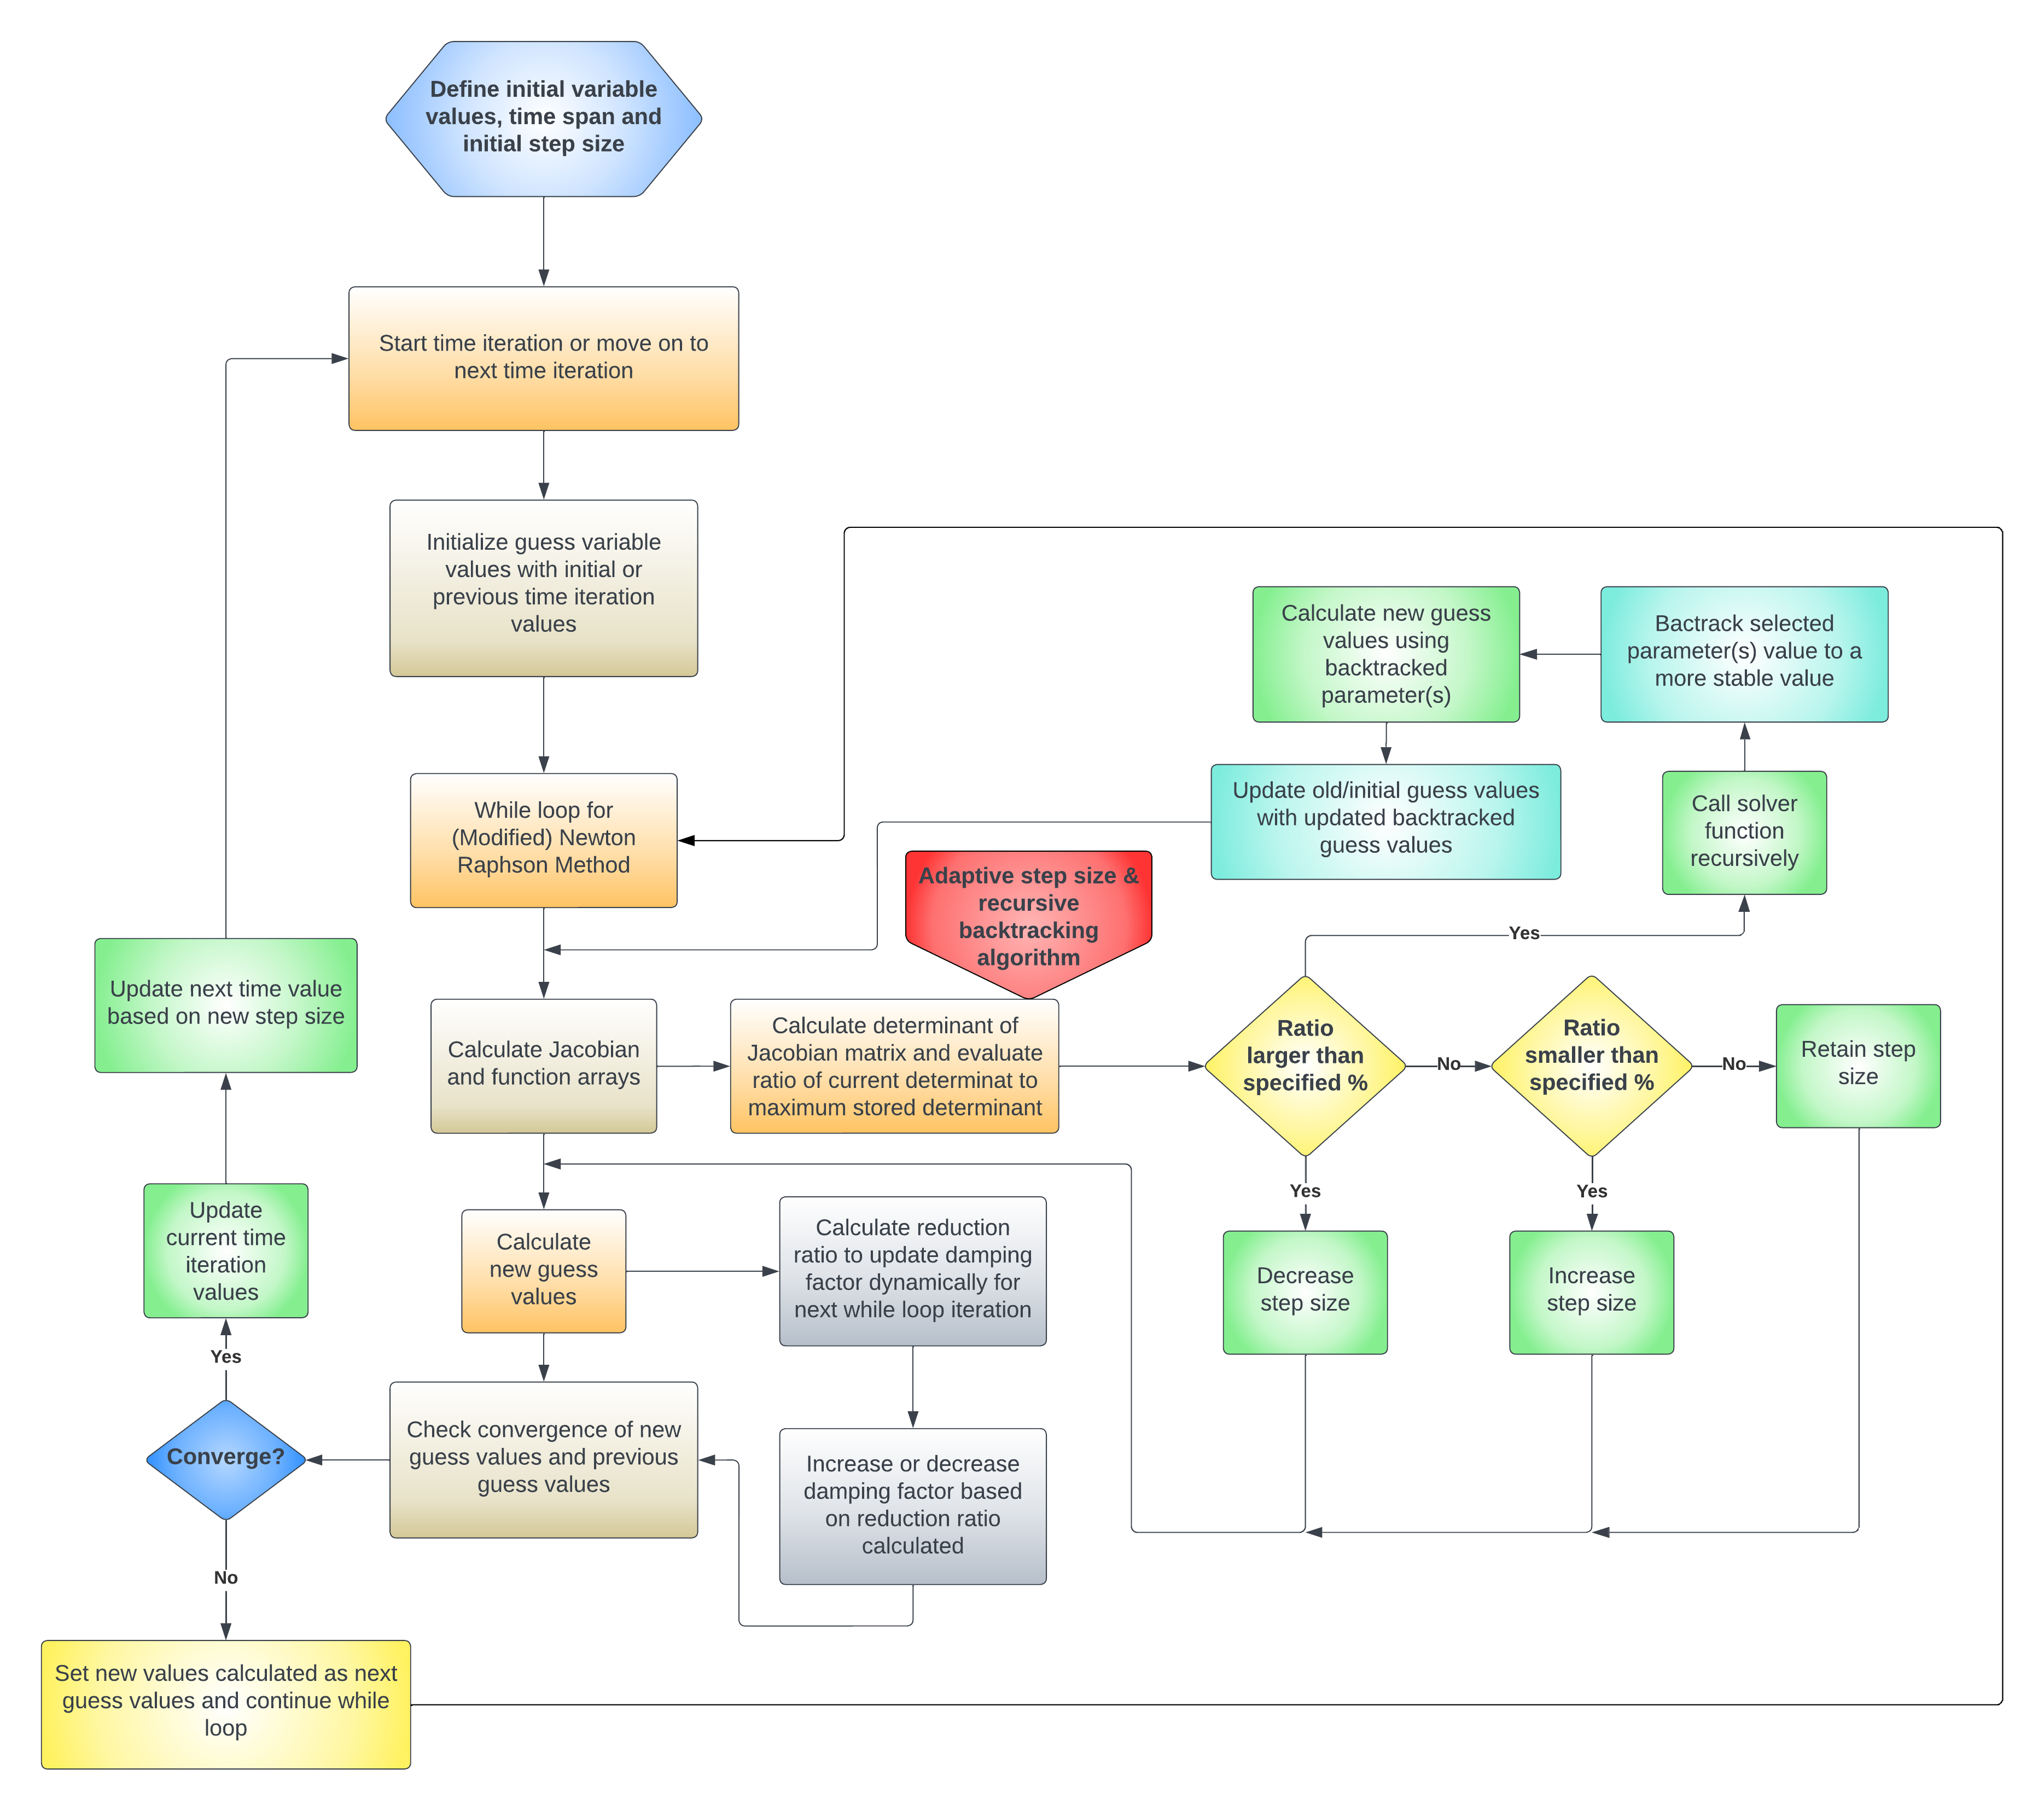 Define initial variable
values, time span and
initial step size
Start time iteration or move on to
next time iteration
Initialize guess variable
values with initial or
previous time iteration
values
While loop for
(Modified) Newton
Raphson Method
Calculate new guess
values using
backtracked
parameter(s)
Bactrack selected
parameter(s) value to a
more stable value
Update old/initial guess values
with updated backtracked
guess values
Call solver
function
recursively
Adaptive step size &
recursive
backtracking
algorithm
Yes
Update next time value
based on new step size
Calculate Jacobian
and function arrays
Calculate determinant of
Jacobian matrix and evaluate
ratio of current determinat to
maximum stored determinant
Ratio
larger than
specified %
No
Ratio
smaller than
specified %
No
Retain step
size
Yes
Yes
Update
current time
iteration
values
Calculate
new guess
values
Calculate reduction
ratio to update damping
factor dynamically for
next while loop iteration
Decrease
step size
Increase
step size
Yes
Converge?
Check convergence of new
guess values and previous
guess values
Increase or decrease
damping factor based
on reduction ratio
calculated
No
Set new values calculated as next
guess values and continue while
loop